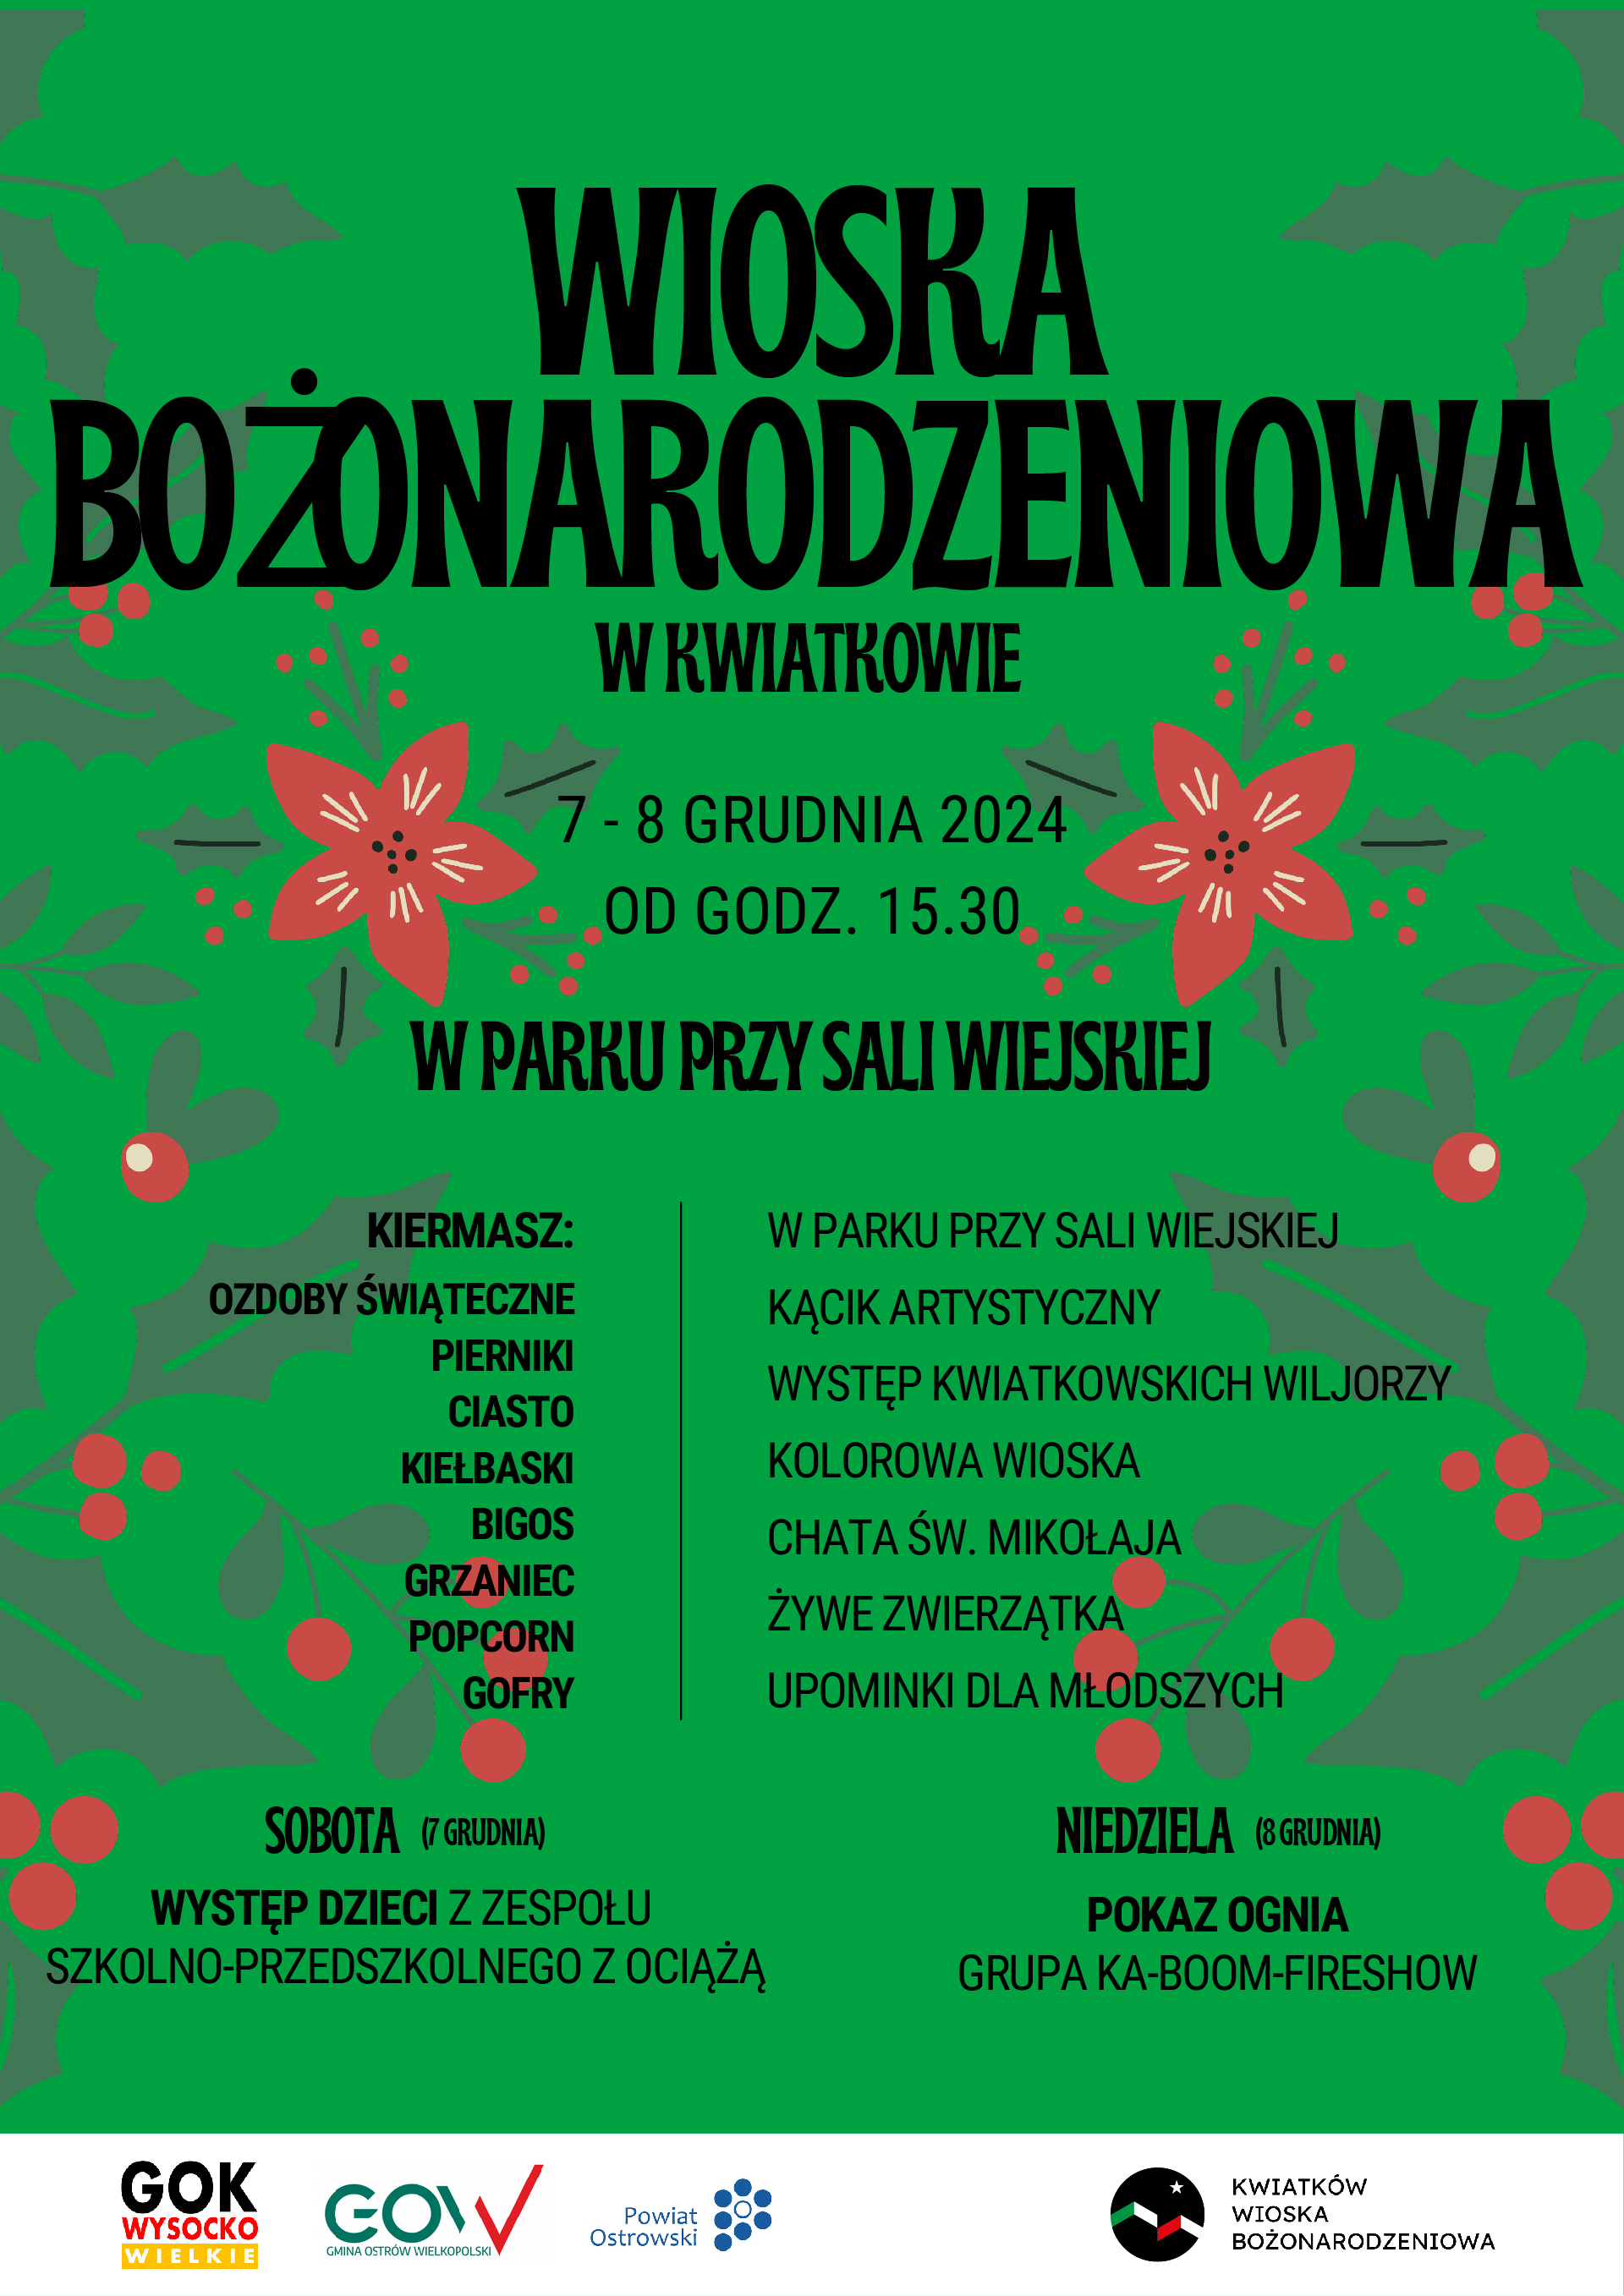 WIOSKA
BOŻONARODZENIOWA
W KWIATKOWIE
7 - 8 GRUDNIA 2024
OD GODZ. 15.30
W PARKU PRZY SALI WIEJSKIEJ
KIERMASZ:
OZDOBY ŚWIĄTECZNE
PIERNIKI
CIASTO
KIEŁBASKI
BIGOS
GRZANIEC
POPCORN
GOFRY
W PARKU PRZY SALI WIEJSKIEJ
KĄCIK ARTYSTYCZNY
WYSTĘP KWIATKOWSKICH WILJORZY
KOLOROWA WIOSKA
CHATA ŚW. MIKOŁAJA
ŻYWE ZWIERZĄTKA
UPOMINKI DLA MŁODSZYCH
SOBOTA (7 GRUDNIA)
WYSTĘP DZIECI Z ZESPOŁU
SZKOLNO-PRZEDSZKOLNEGO Z OCIĄŻĄ
NIEDZIELA (8 GRUDNIA)
POKAZ OGNIA
GRUPA KA-BOOM-FIRESHOW
GOK
WYSOCKO
WIELKIE
GOW
GMINA OSTRÓW WIELKOPOLSKI
Powiat
Ostrowski
KWIATKÓW
WIOSKA
BOŻONARODZENIOWA